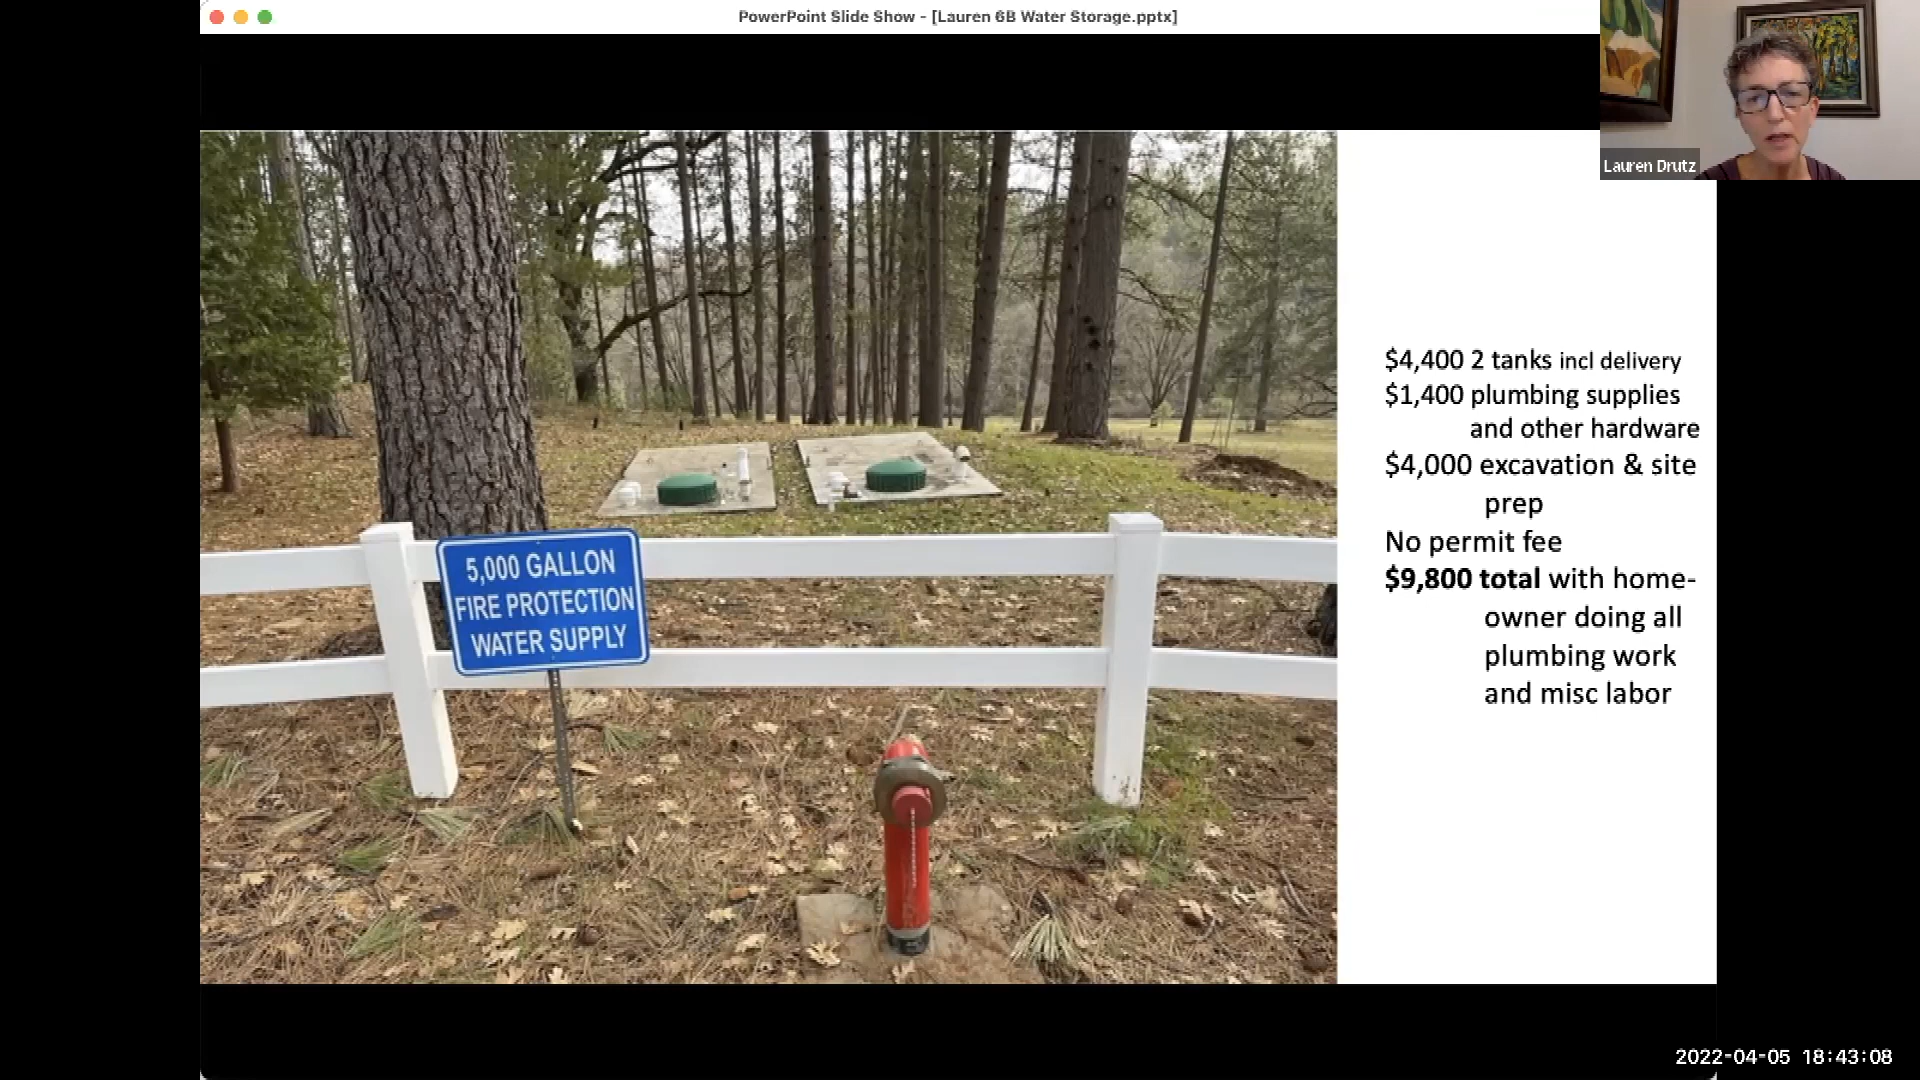 PowerPoint Slide Show - [Lauren 6B Water Storage.pptx]
Lauren Drutz
$4,400 2 tanks incl delivery
$1,400 plumbing supplies
and other hardware
$4,000 excavation & site
prep
No permit fee
$9,800 total with home-
owner doing all
plumbing work
and misc labor
5,000 GALLON
FIRE PROTECTION
WATER SUPPLY
2022-04-05 18:43:08